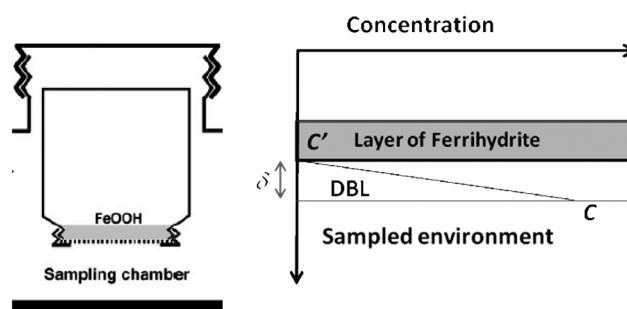 FeOOH
Sampling chamber
Concentration
C' Layer of Ferrihydrite
δ
DBL
C
Sampled environment